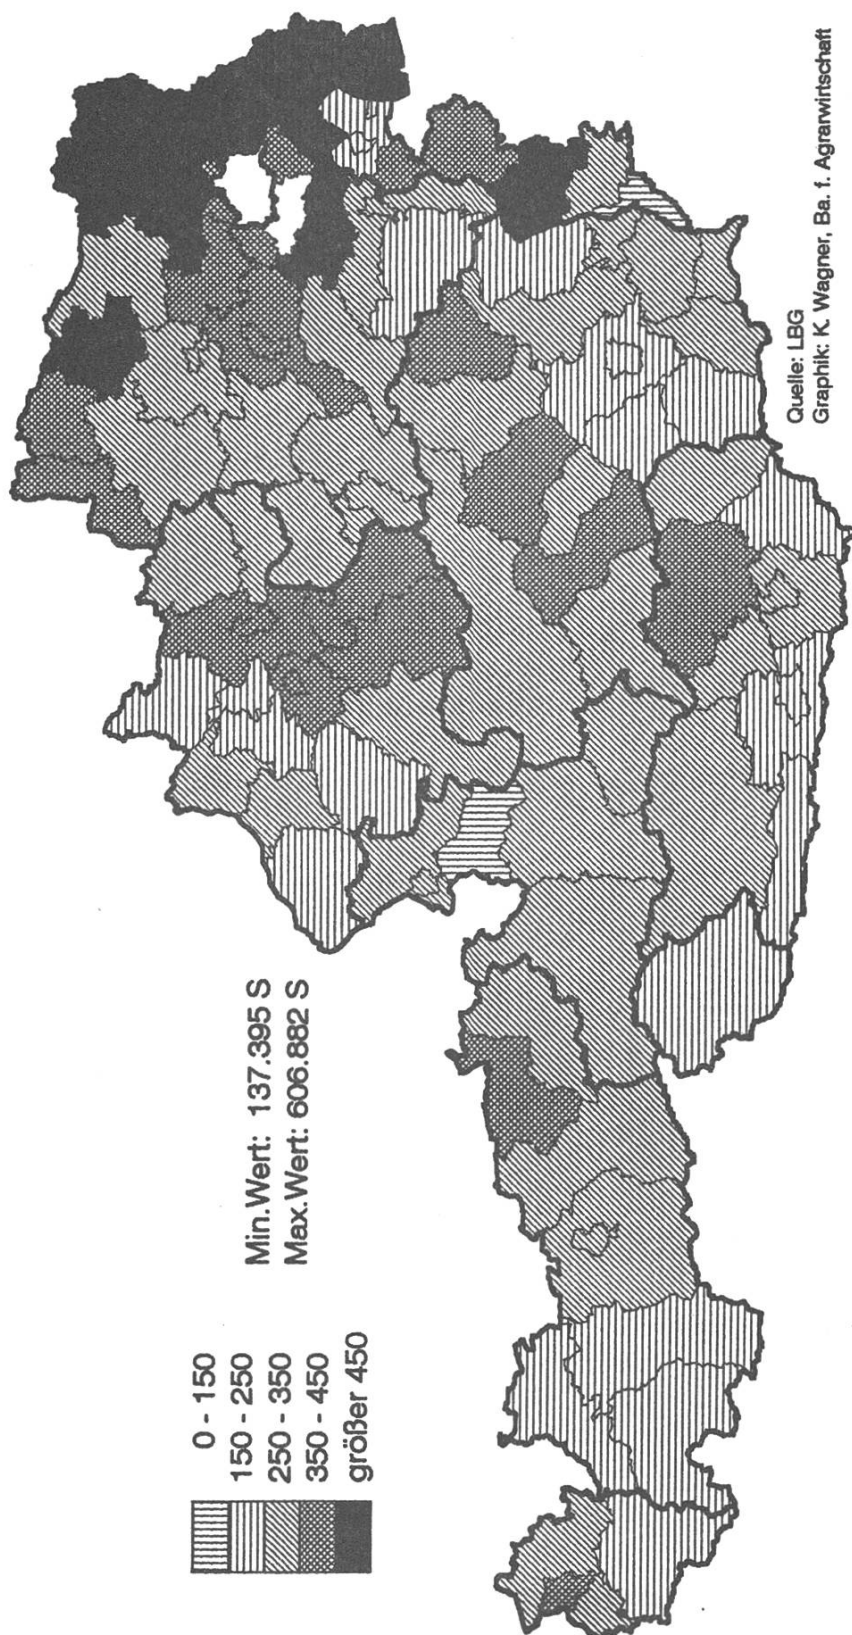 0 - 150
150 - 250
250 - 350
350 - 450
größer 450
Min.Wert: 137.395 S
Max.Wert: 606.882 S
Quelle: LBG
Graphik: K. Wagner, Ba. f. Agrarwirtschaft